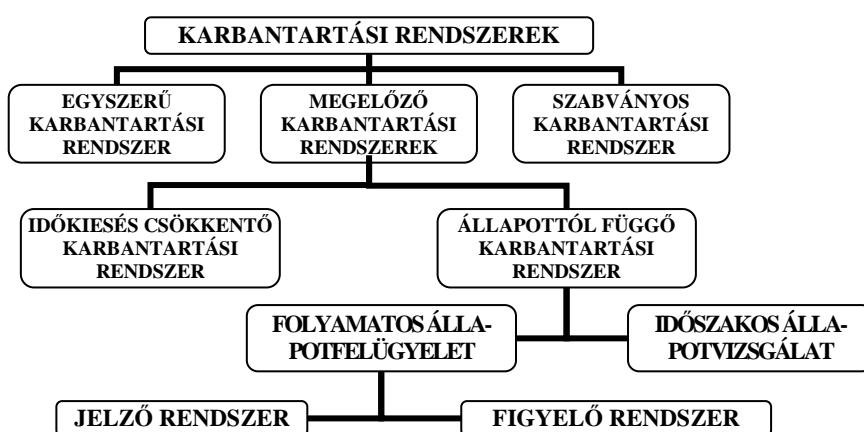 KARBANTARTÁSI RENDSZEREK
EGYSZERŰ
KARBANTARTÁSI
RENDSZER
MEGELŐZŐ
KARBANTARTÁSI
RENDSZEREK
SZABVÁNYOS
KARBANTARTÁSI
RENDSZER
IDŐKIESÉS CSÖKKENTŐ
KARBANTARTÁSI
RENDSZER
ÁLLAPOTTÓL FÜGGŐ
KARBANTARTÁSI
RENDSZER
FOLYAMATOS ÁLLA-
POTFELÜGYELET
IDŐSZAKOS ÁLLA-
POTVIZSGÁLAT
JELZŐ RENDSZER
FIGYELŐ RENDSZER